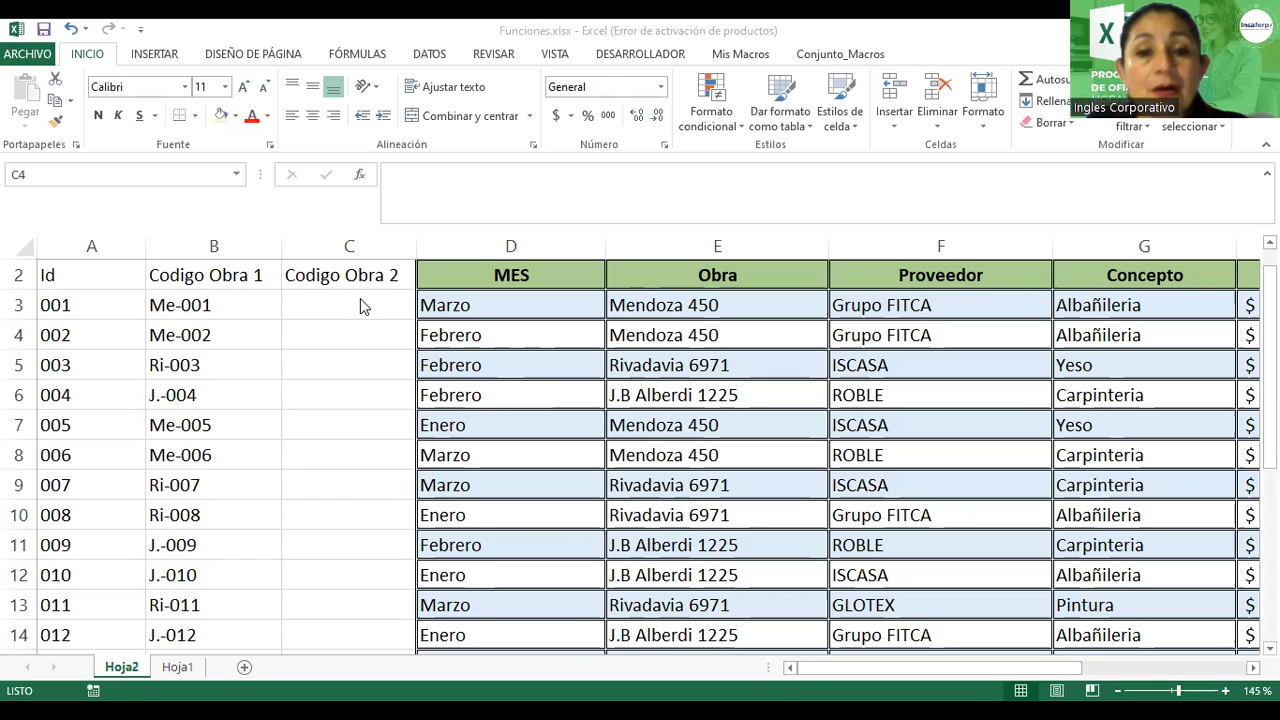 Funciones.xlsx - Excel (Error de activación de productos)
ARCHIVO INICIO INSERTAR DISEÑO DE PÁGINA FÓRMULAS DATOS REVISAR VISTA DESARROLLADOR Mis Macros Conjunto_Macros
Insaforp
Ingles Corporativo
Pegar
Calibri 11
N K S
Ajustar texto
Combinar y centrar
General
$ % 000
Formato condicional
Dar formato como tabla
Estilos de celda
Insertar
Eliminar
Formato
Autosu
Rellena
Borrar
filtrar
seleccionar
Portapapeles Fuente Alineación Número Estilos Celdas Modificar
C4 fx
A B C D E F G
2 Id Codigo Obra 1 Codigo Obra 2 MES Obra Proveedor Concepto
3 001 Me-001 Marzo Mendoza 450 Grupo FITCA Albañileria $
4 002 Me-002 Febrero Mendoza 450 Grupo FITCA Albañileria $
5 003 Ri-003 Febrero Rivadavia 6971 ISCASA Yeso $
6 004 J.-004 Febrero J.B Alberdi 1225 ROBLE Carpinteria $
7 005 Me-005 Enero Mendoza 450 ISCASA Yeso $
8 006 Me-006 Marzo Mendoza 450 ROBLE Carpinteria $
9 007 Ri-007 Marzo Rivadavia 6971 ISCASA Carpinteria $
10 008 Ri-008 Enero Rivadavia 6971 Grupo FITCA Albañileria $
11 009 J.-009 Febrero J.B Alberdi 1225 ROBLE Carpinteria $
12 010 J.-010 Enero J.B Alberdi 1225 ISCASA Albañileria $
13 011 Ri-011 Marzo Rivadavia 6971 GLOTEX Pintura $
14 012 J.-012 Enero J.B Alberdi 1225 Grupo FITCA Albañileria $
Hoja2 Hoja1
LISTO 145 %